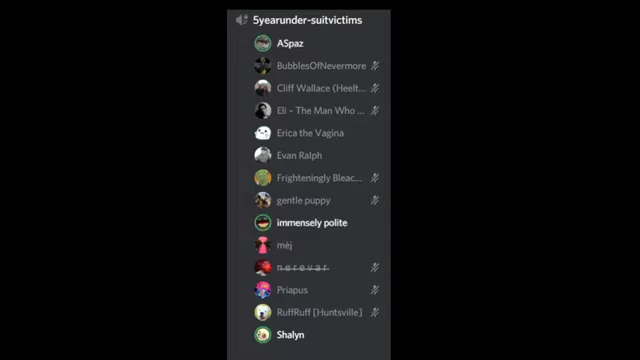 5yearunder-suitvictims
ASpaz
BubblesOfNevermore
Cliff Wallace (Heelt...
Eli – The Man Who ...
Erica the Vagina
Evan Ralph
Frighteningly Bleac...
gentle puppy
immensely polite
mèj
n e r e v a r
Priapus
RuffRuff [Huntsville]
Shalyn